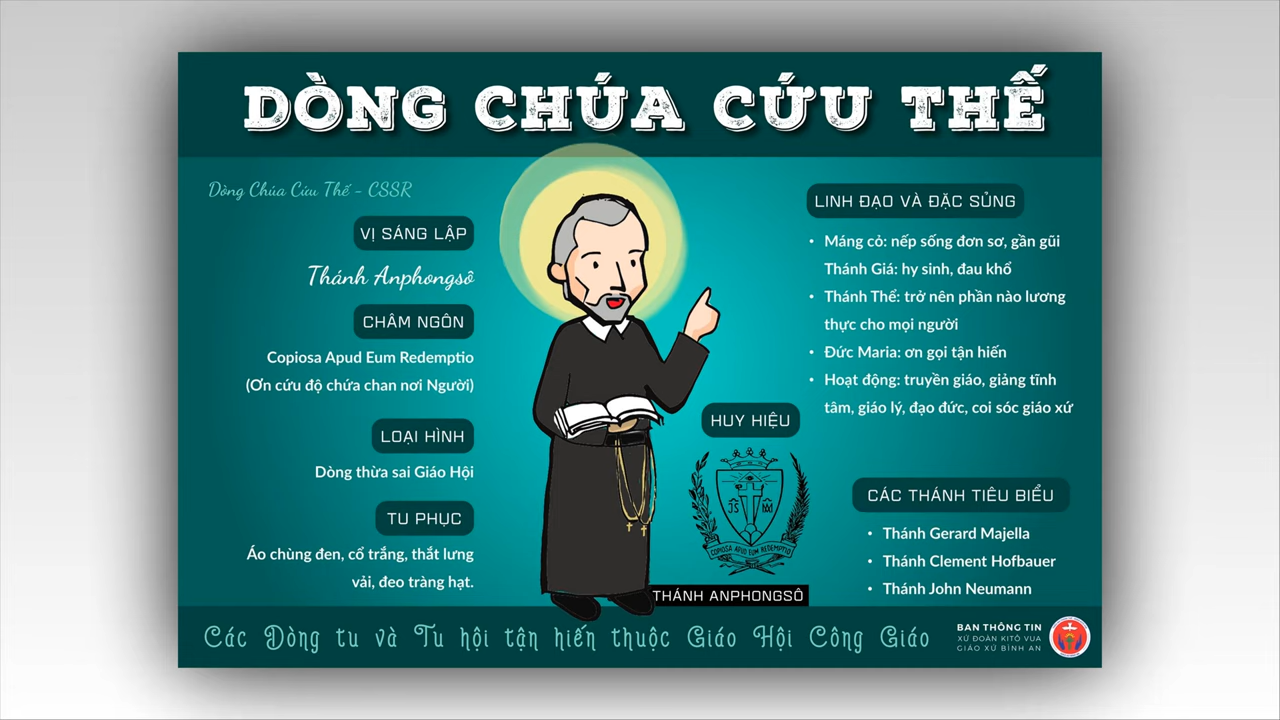 DÒNG CHÚA CỨU THẾ
Dòng Chúa Cứu Thế - CSSR
VỊ SÁNG LẬP
Thánh Anphongsô
CHÂM NGÔN
Copiosa Apud Eum Redemptio
(Ơn cứu độ chứa chan nơi Người)
LOẠI HÌNH
Dòng thừa sai Giáo Hội
TU PHỤC
Áo chùng đen, cổ trắng, thắt lưng
vải, đeo tràng hạt.
LINH ĐẠO VÀ ĐẶC SỦNG
• Máng cỏ: nếp sống đơn sơ, gần gũi
Thánh Giá: hy sinh, đau khổ
• Thánh Thể: trở nên phần nào lương
thực cho mọi người
• Đức Maria: ơn gọi tận hiến
• Hoạt động: truyền giáo, giảng tĩnh
tâm, giáo lý, đạo đức, coi sóc giáo xứ
HUY HIỆU
COPIOSA APUD EUM REDEMPTIO
THÁNH ANPHONGSÔ
CÁC THÁNH TIÊU BIỂU
• Thánh Gerard Majella
• Thánh Clement Hofbauer
• Thánh John Neumann
Các Dòng tu và Tu hội tận hiến thuộc Giáo Hội Công Giáo
BAN THÔNG TIN
XỨ ĐOÀN KITÔ VUA
GIÁO XỨ BÌNH AN